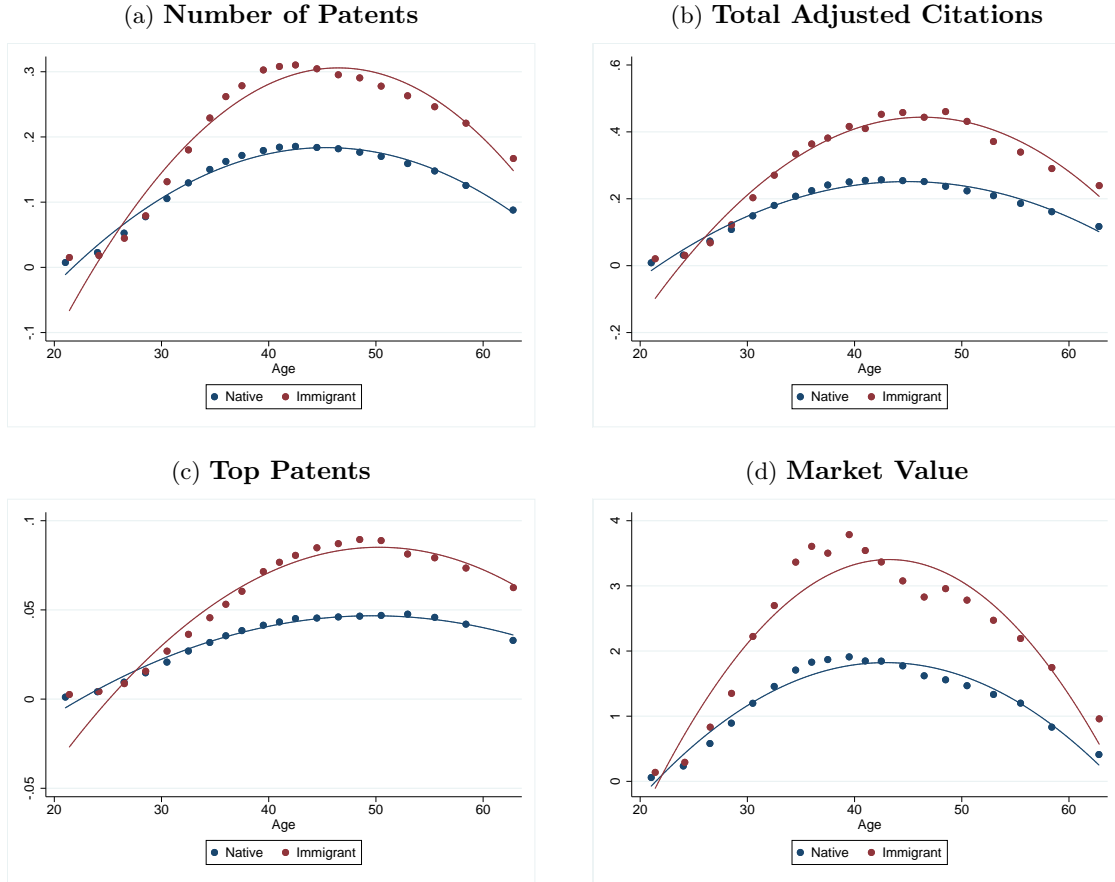 (a) Number of Patents
.3
.2
.1
0
-.1
20 30 40 50 60
Age
Native Immigrant
(b) Total Adjusted Citations
.6
.4
.2
0
-.2
20 30 40 50 60
Age
Native Immigrant
(c) Top Patents
.1
.05
0
-.05
20 30 40 50 60
Age
Native Immigrant
(d) Market Value
4
3
2
1
0
20 30 40 50 60
Age
Native Immigrant